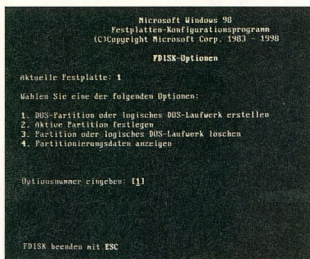 Microsoft Windows 98
Festplatten-Konfigurationsprogramm
(C)Copyright Microsoft Corp. 1983 - 1998
FDISK-Optionen
Aktuelle Festplatte: 1
Wählen Sie eine der folgenden Optionen:
1. DOS-Partition oder logisches DOS-Laufwerk erstellen
2. Aktive Partition festlegen
3. Partition oder logisches DOS-Laufwerk löschen
4. Partitionierungsdaten anzeigen
Optionsnummer eingeben: [1]
FDISK beenden mit ESC